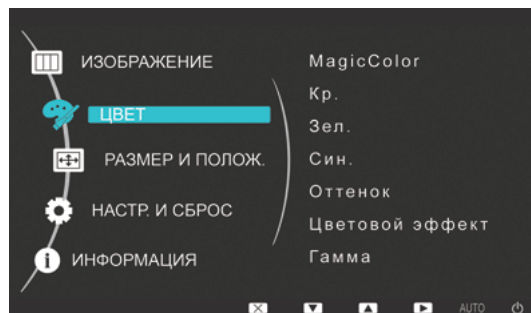 ИЗОБРАЖЕНИЕ
ЦВЕТ
РАЗМЕР И ПОЛОЖ.
НАСТР. И СБРОС
ИНФОРМАЦИЯ
MagicColor
Кр.
Зел.
Син.
Оттенок
Цветовой эффект
Гамма
AUTO